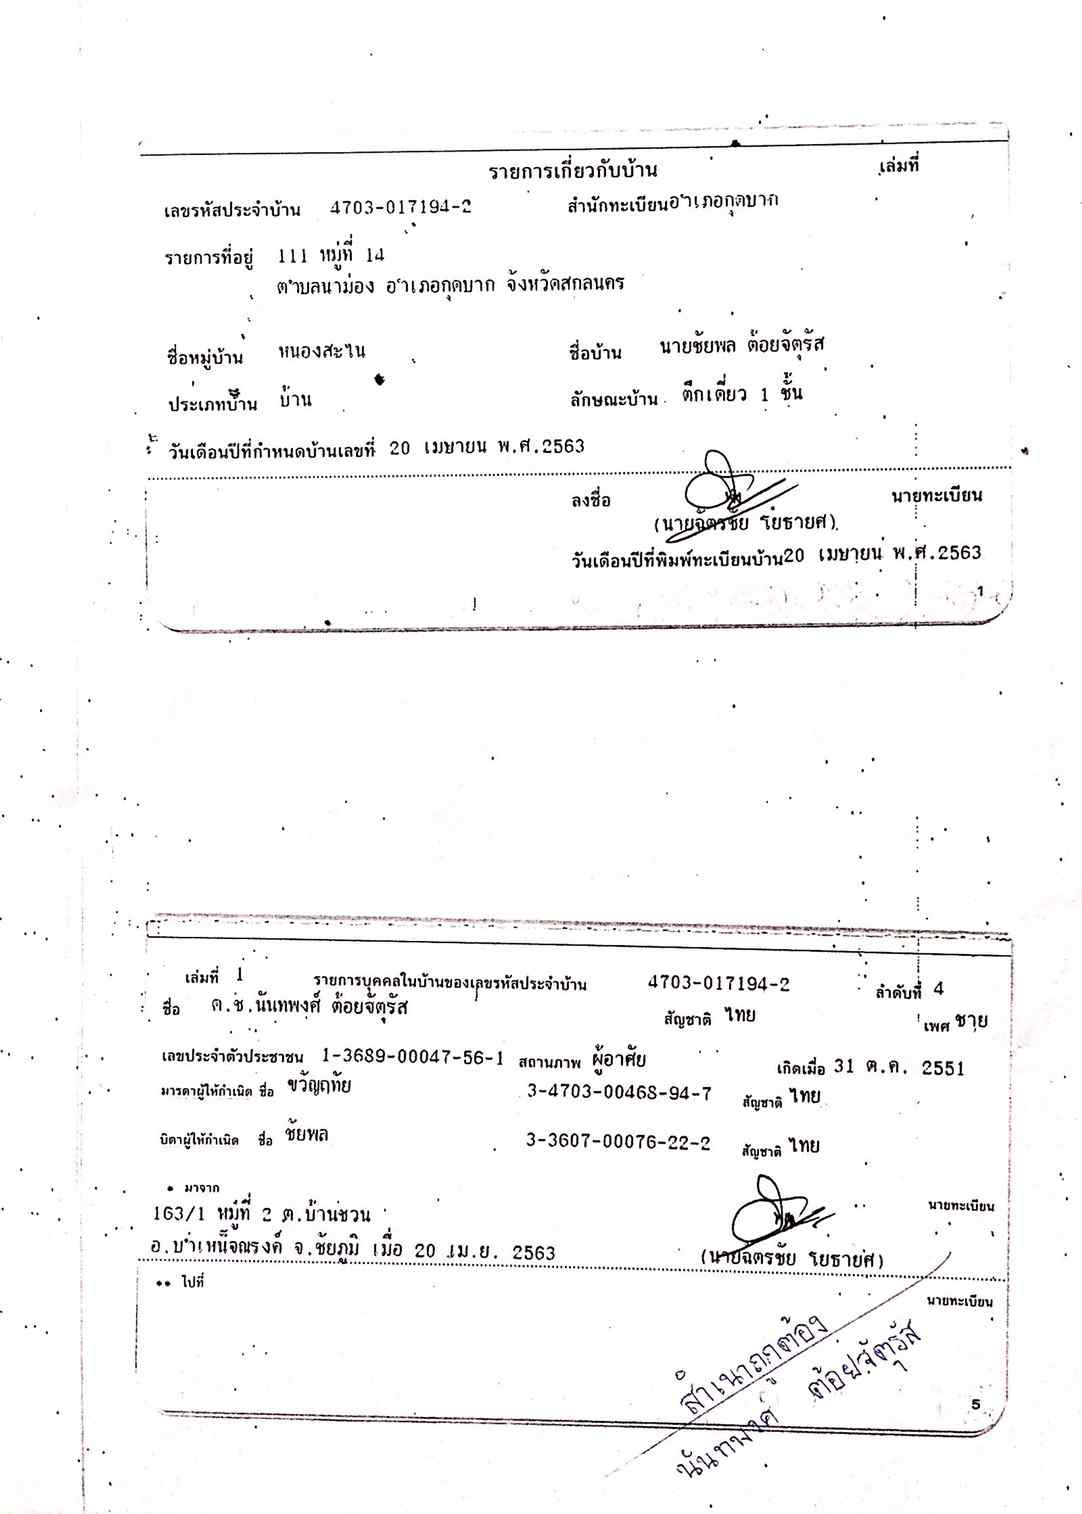 รายการเกี่ยวกับบ้าน เล่มที่
เลขรหัสประจำบ้าน 4703-017194-2 สำนักทะเบียนอำเภอกุดบาก
รายการที่อยู่ 111 หมู่ที่ 14
ตำบลนาม่อง อำเภอกุดบาก จังหวัดสกลนคร
ชื่อหมู่บ้าน หนองสะไน ชื่อบ้าน นายชัยพล ต้อยจัตุรัส
ประเภทบ้าน บ้าน ลักษณะบ้าน ตึกเดี่ยว 1 ชั้น
วันเดือนปีที่กำหนดบ้านเลขที่ 20 เมษายน พ.ศ.2563
ลงชื่อ นายทะเบียน
(นายฉัตรชัย โยธายศ)
วันเดือนปีที่พิมพ์ทะเบียนบ้าน 20 เมษายน พ.ศ.2563
1
เล่มที่ 1 รายการบุคคลในบ้านของเลขรหัสประจำบ้าน 4703-017194-2 ลำดับที่ 4
ชื่อ ด.ช.นันทพงศ์ ต้อยจัตุรัส สัญชาติ ไทย เพศ ชาย
เลขประจำตัวประชาชน 1-3689-00047-56-1 สถานภาพ ผู้อาศัย เกิดเมื่อ 31 ต.ค. 2551
มารดาผู้ให้กำเนิด ชื่อ ขวัญฤทัย 3-4703-00468-94-7 สัญชาติ ไทย
บิดาผู้ให้กำเนิด ชื่อ ชัยพล 3-3607-00076-22-2 สัญชาติ ไทย
* มาจาก
163/1 หมู่ที่ 2 ต.บ้านชวน นายทะเบียน
อ.บำเหน็จณรงค์ จ.ชัยภูมิ เมื่อ 20 เม.ย. 2563 (นายฉัตรชัย โยธายศ)
** ไปที่
นายทะเบียน
สำเนาถูกต้อง
นันทพงศ์ ต้อยจัตุรัส
5